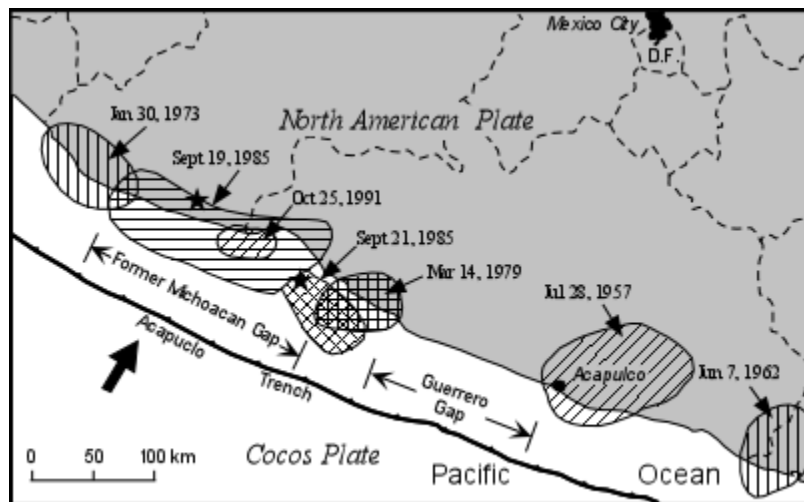 Mexico City
D.F.
Jan 30, 1973
North American Plate
Sept 19, 1985
Oct 25, 1991
Sept 21, 1985
Mar 14, 1979
Former Michoacan Gap
Jul 28, 1957
Acapuclo
Trench
Acapulco
Jun 7, 1962
Guerrero
Gap
0 50 100 km
Cocos Plate
Pacific Ocean